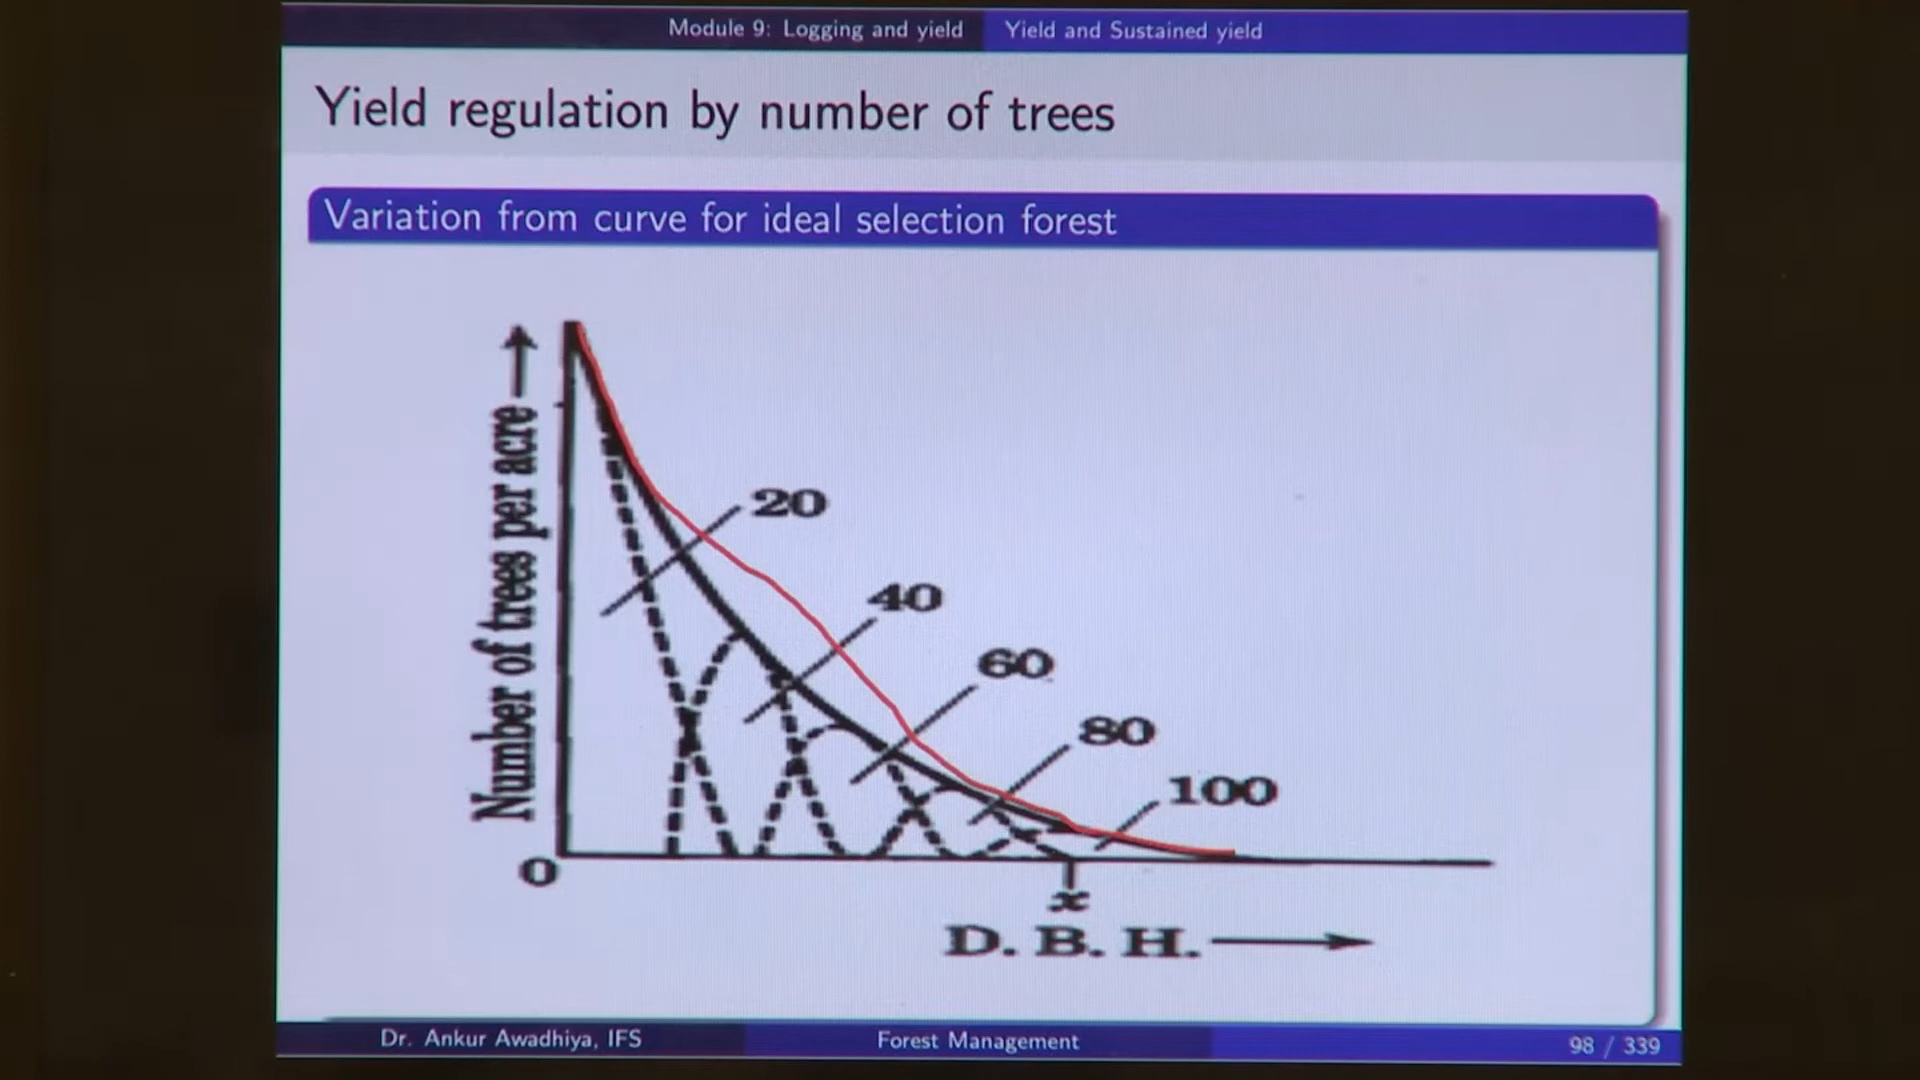 Module 9: Logging and yield Yield and Sustained yield
Yield regulation by number of trees
Variation from curve for ideal selection forest
Number of trees per acre
20
40
60
80
100
0
x
D. B. H.
Dr. Ankur Awadhiya, IFS Forest Management 98 / 339